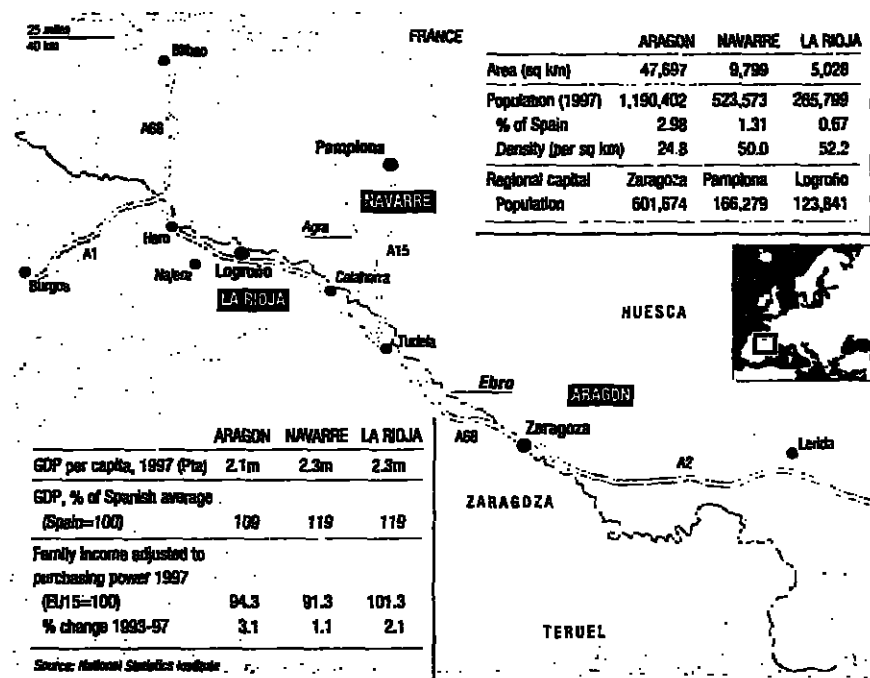 25 miles
40 km
FRANCE
Bilbao
A68
Pamplona
NAVARRE
Haro
Agra
A15
A1
Najera
Logroño
Calahorra
Burgos
LA RIOJA
HUESCA
Tudela
Ebro
ARAGON
A68
Zaragoza
Lerida
A2
ZARAGOZA
TERUEL
ARAGON NAVARRE LA RIOJA
Area (sq km) 47,697 9,799 5,028
Population (1997) 1,190,402 523,573 265,799
% of Spain 2.98 1.31 0.67
Density (per sq km) 24.8 50.0 52.2
Regional capital Zaragoza Pamplona Logroño
Population 601,674 166,279 123,841
ARAGON NAVARRE LA RIOJA
GDP per capita, 1997 (Pta) 2.1m 2.3m 2.3m
GDP, % of Spanish average
(Spain=100) 109 119 119
Family income adjusted to
purchasing power 1997
(EU15=100) 94.3 91.3 101.3
% change 1993-97 3.1 1.1 2.1
Source: National Statistics Institute